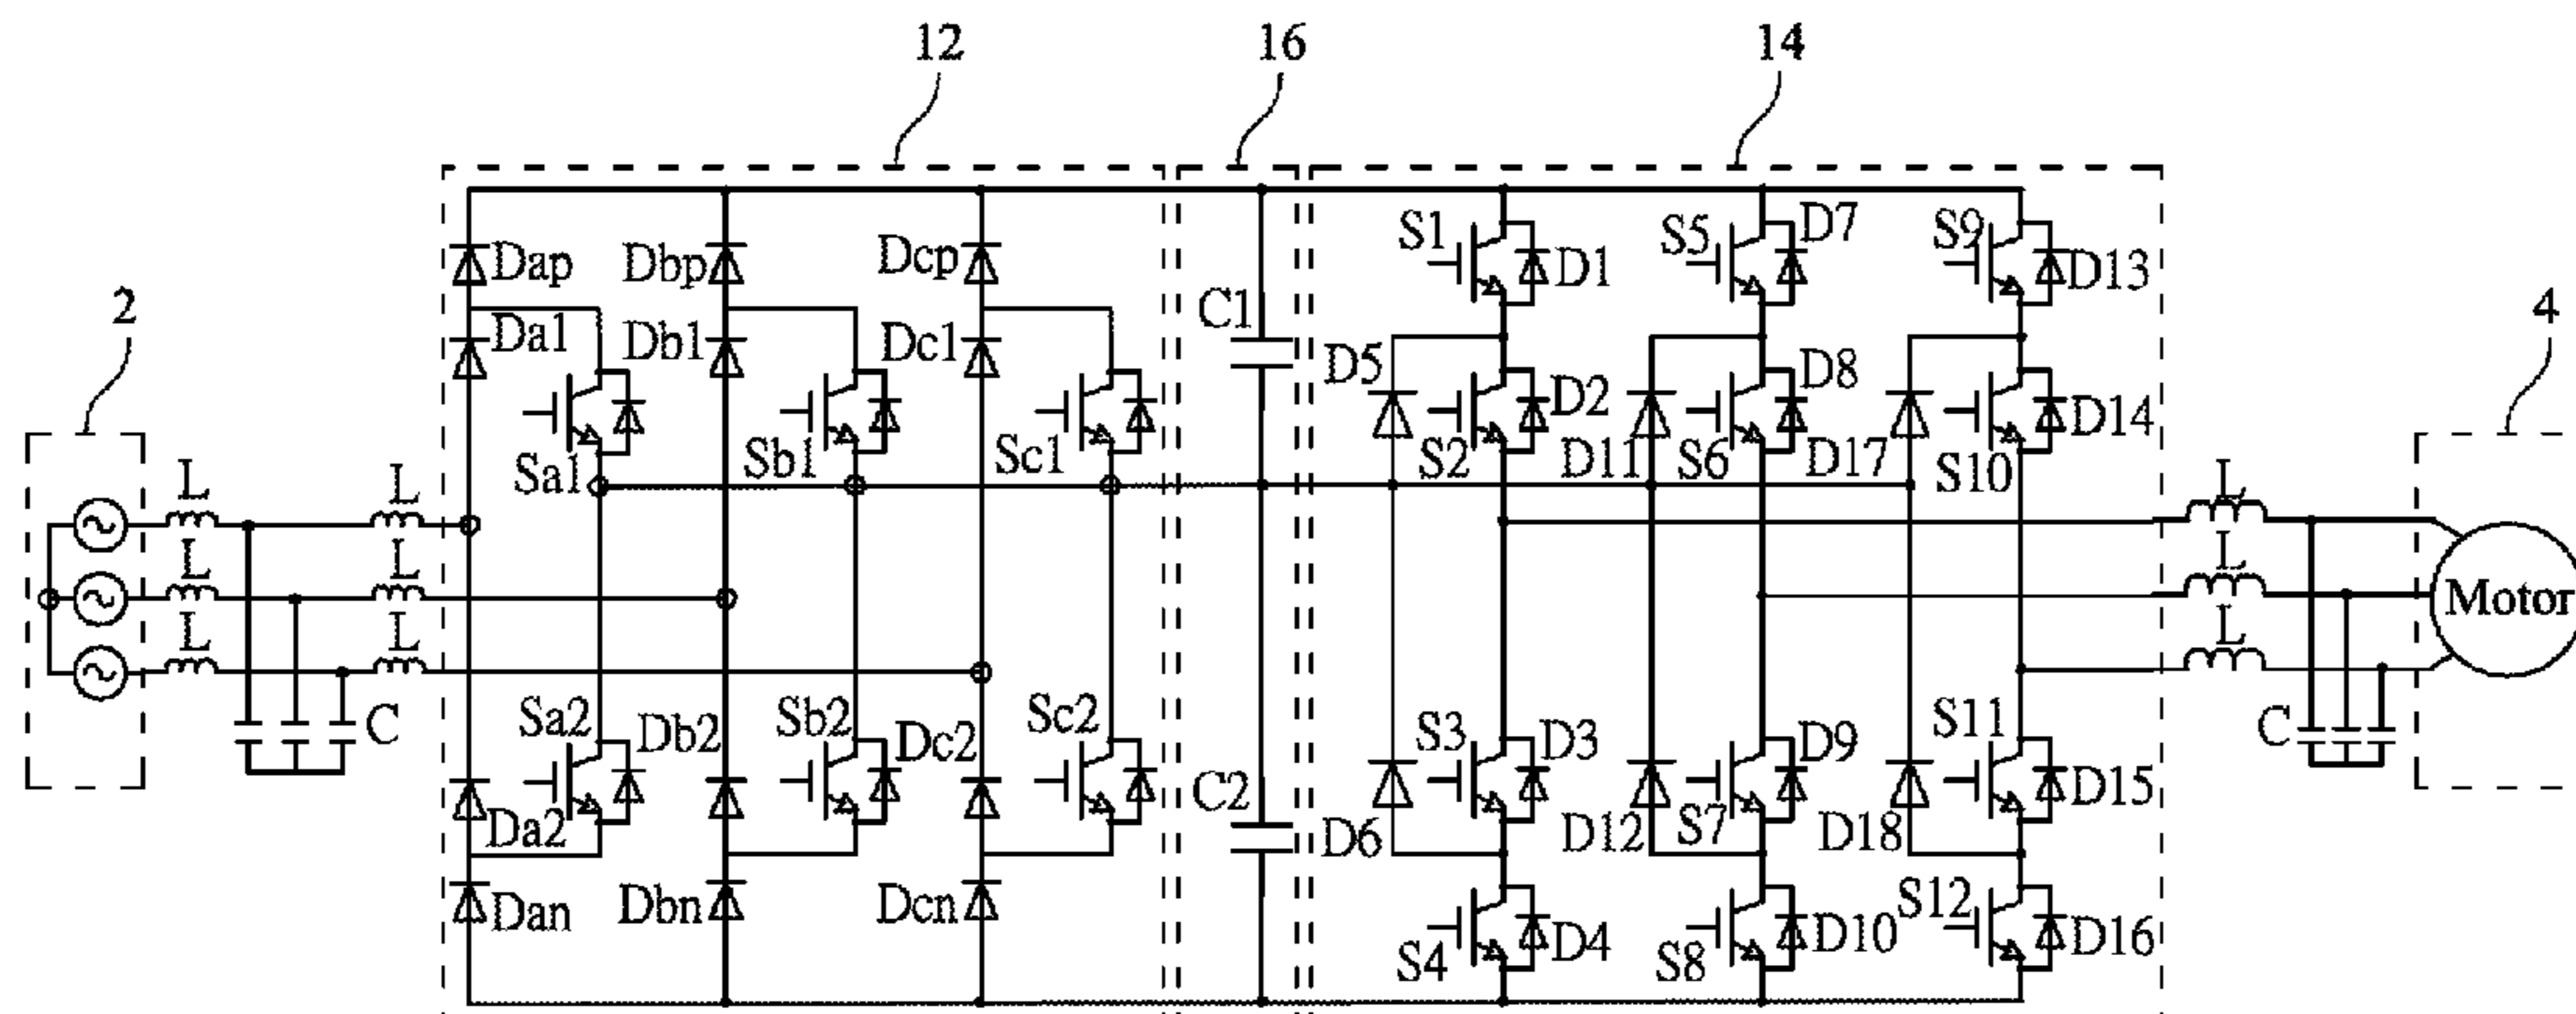 12
16
14
2
4
Dap
Dbp
Dcp
Da1
Db1
Dc1
Sa1
Sb1
Sc1
L
L
L
L
L
L
C
Sa2
Db2
Sb2
Dc2
Sc2
Da2
Dan
Dbn
Dcn
C1
C2
S1
D1
S5
D7
S9
D13
D5
D2
S2
D8
D11
S6
D17
D14
S10
S3
D3
D9
S11
D15
D6
D12
S7
D18
S4
D4
S8
D10
S12
D16
L
L
L
C
Motor